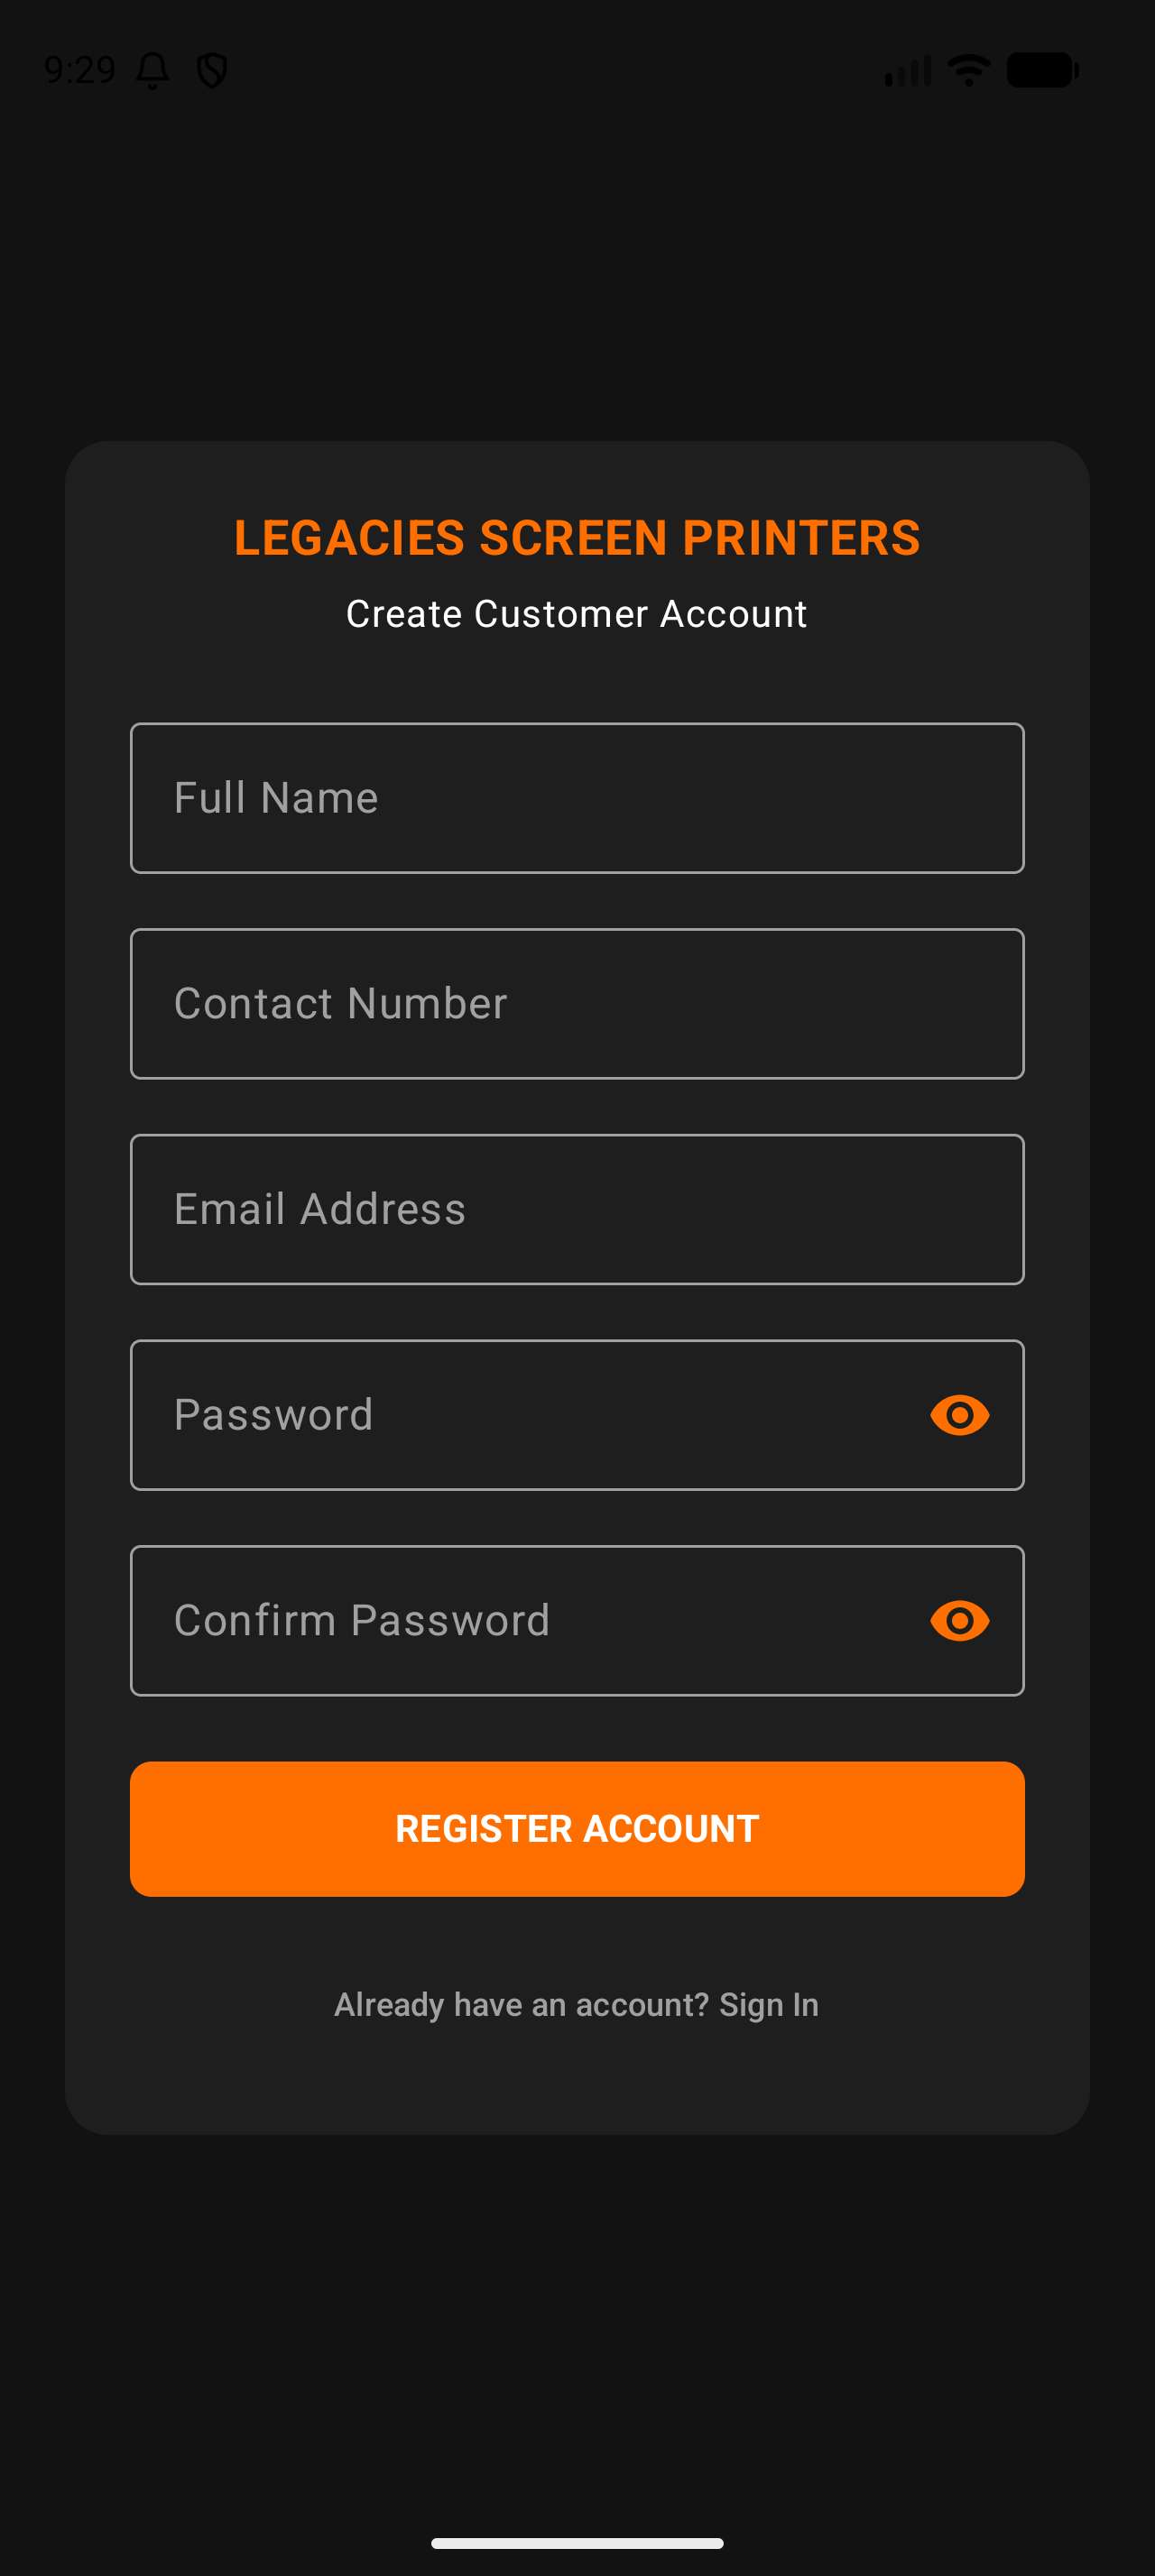 9:29
LEGACIES SCREEN PRINTERS
Create Customer Account
Full Name
Contact Number
Email Address
Password
Confirm Password
REGISTER ACCOUNT
Already have an account? Sign In